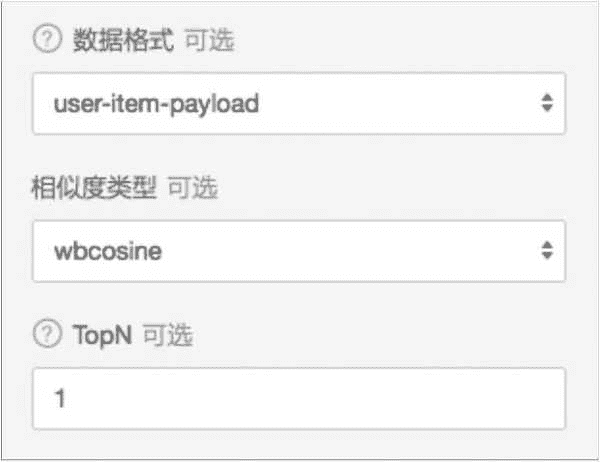 ? 数据格式 可选
user-item-payload
相似度类型 可选
wbcosine
? TopN 可选
1